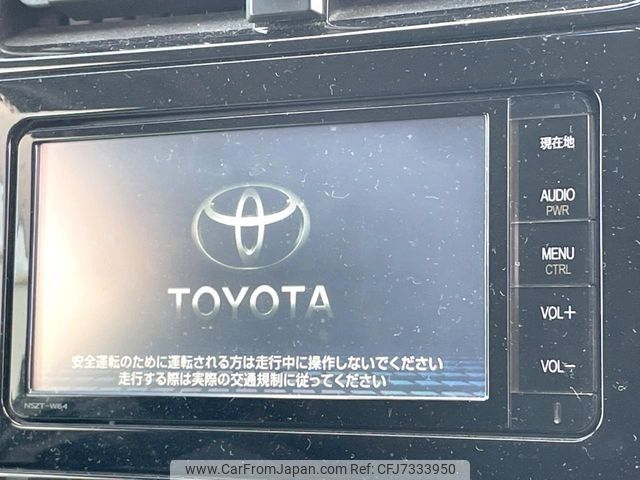 現在地
AUDIO
PWR
MENU
CTRL
VOL+
VOL−
TOYOTA
安全運転のために運転される方は走行中に操作しないでください
走行する際は実際の交通規制に従ってください
NSZT-W64
www.CarFromJapan.com ID:CFJ7333950